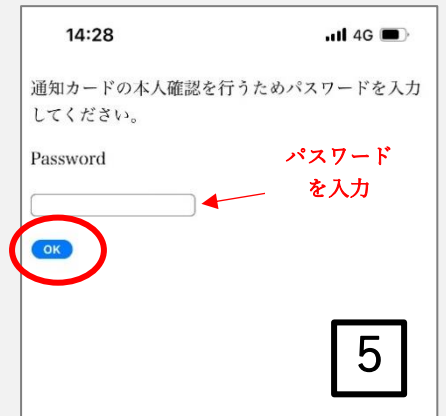 14:28
4G
通知カードの本人確認を行うためパスワードを入力
してください。
Password
パスワード
を入力
OK
5